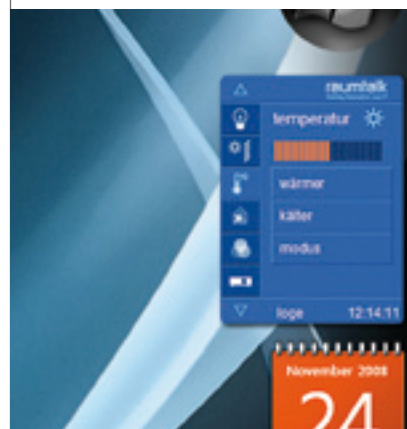 raumtalk
temperatur
wärmer
kälter
modus
loge 12:14:11
November 2008
24